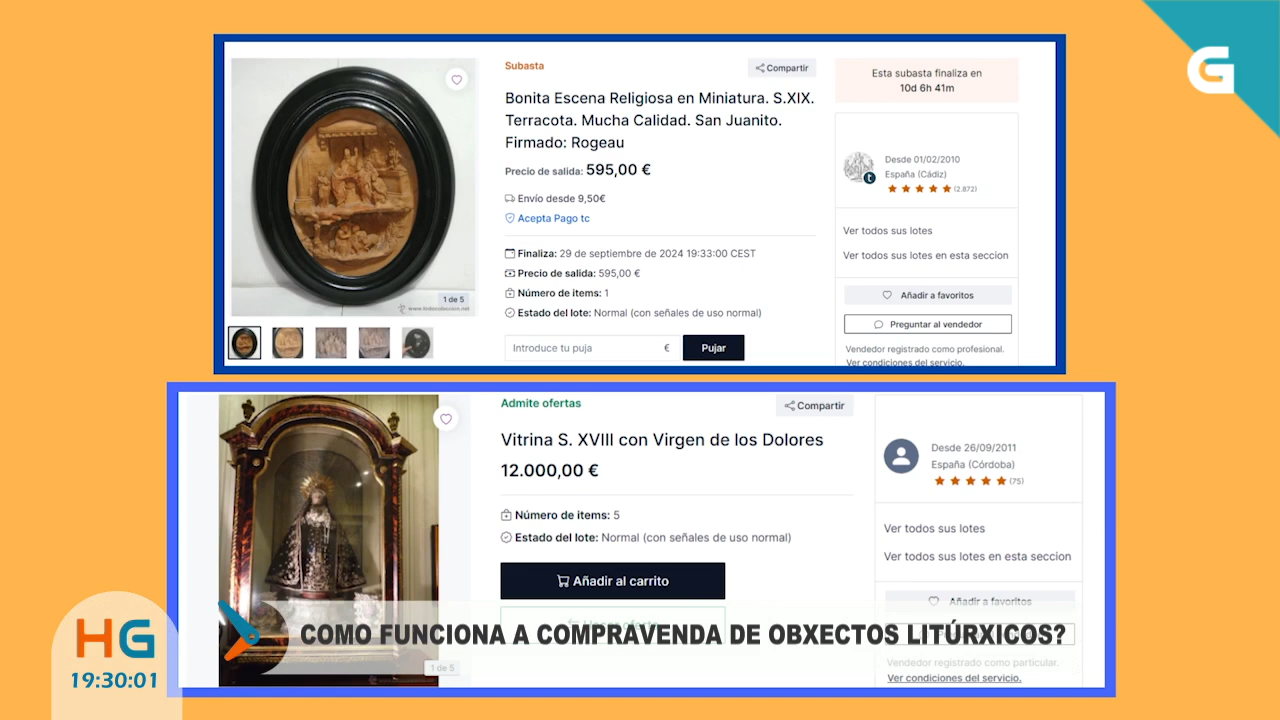 G
Subasta
Compartir
Bonita Escena Religiosa en Miniatura. S.XIX.
Terracota. Mucha Calidad. San Juanito.
Firmado: Rogeau
Precio de salida: 595,00 €
Envío desde 9,50€
Acepta Pago tc
Finaliza: 29 de septiembre de 2024 19:33:00 CEST
Precio de salida: 595,00 €
Número de items: 1
Estado del lote: Normal (con señales de uso normal)
Introduce tu puja €
Pujar
1 de 5
www.todocoleccion.net
Esta subasta finaliza en
10d 6h 41m
t
Desde 01/02/2010
España (Cádiz)
(2.872)
Ver todos sus lotes
Ver todos sus lotes en esta seccion
Añadir a favoritos
Preguntar al vendedor
Vendedor registrado como profesional.
Ver condiciones del servicio.
Admite ofertas
Compartir
Vitrina S. XVIII con Virgen de los Dolores
12.000,00 €
Número de items: 5
Estado del lote: Normal (con señales de uso normal)
Añadir al carrito
1 de 5
Desde 26/09/2011
España (Córdoba)
(75)
Ver todos sus lotes
Ver todos sus lotes en esta seccion
Añadir a favoritos
Vendedor registrado como particular.
Ver condiciones del servicio.
COMO FUNCIONA A COMPRAVENDA DE OBXECTOS LITÚRXICOS?
HG
19:30:01